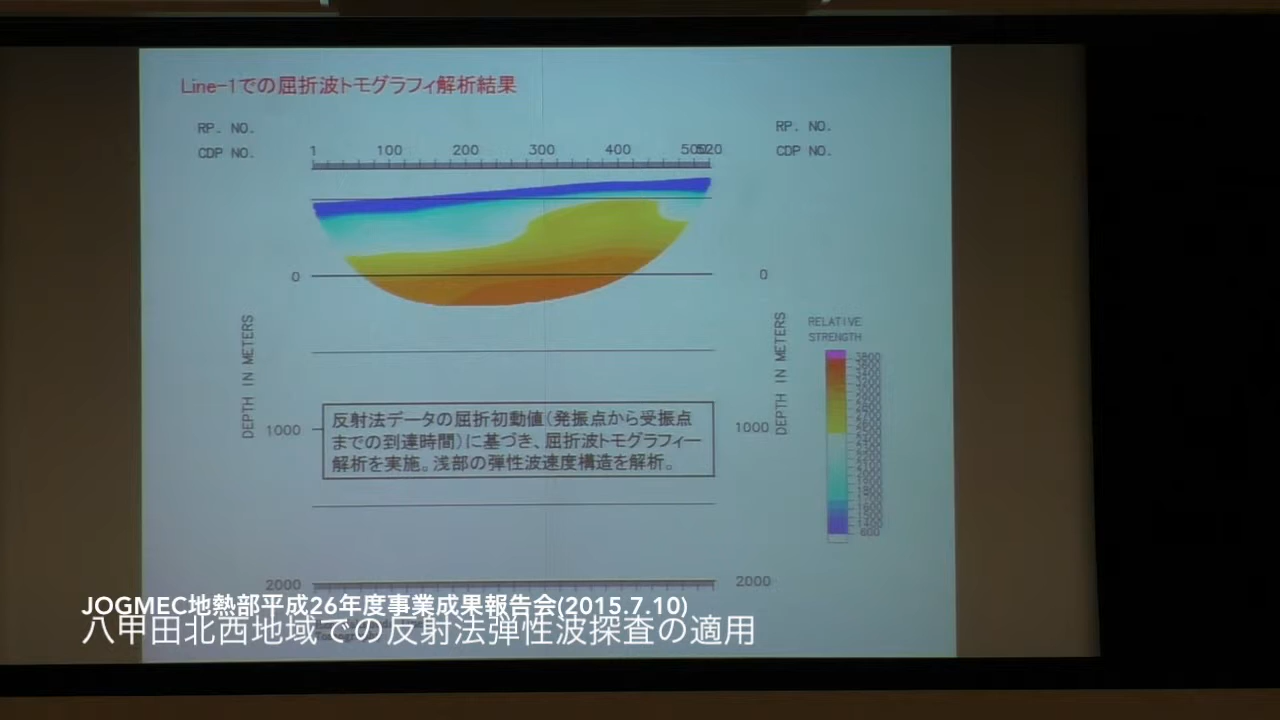 Line-1での屈折波トモグラフィ解析結果
RP. NO.
CDP NO.
1 100 200 300 400 500 520
RP. NO.
CDP NO.
0
0
DEPTH IN METERS
DEPTH IN METERS
RELATIVE
STRENGTH
3800
600
1000
1000
反射法データの屈折初動値(発振点から受振点
までの到達時間)に基づき、屈折波トモグラフィー
解析を実施。浅部の弾性波速度構造を解析。
2000
2000
JOGMEC地熱部平成26年度事業成果報告会(2015.7.10)
八甲田北西地域での反射法弾性波探査の適用